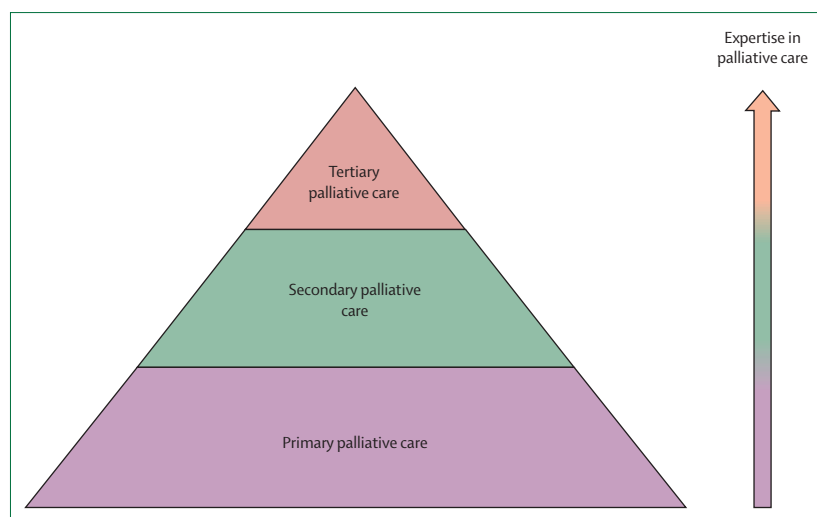 Expertise in
palliative care
Tertiary
palliative care
Secondary palliative
care
Primary palliative care